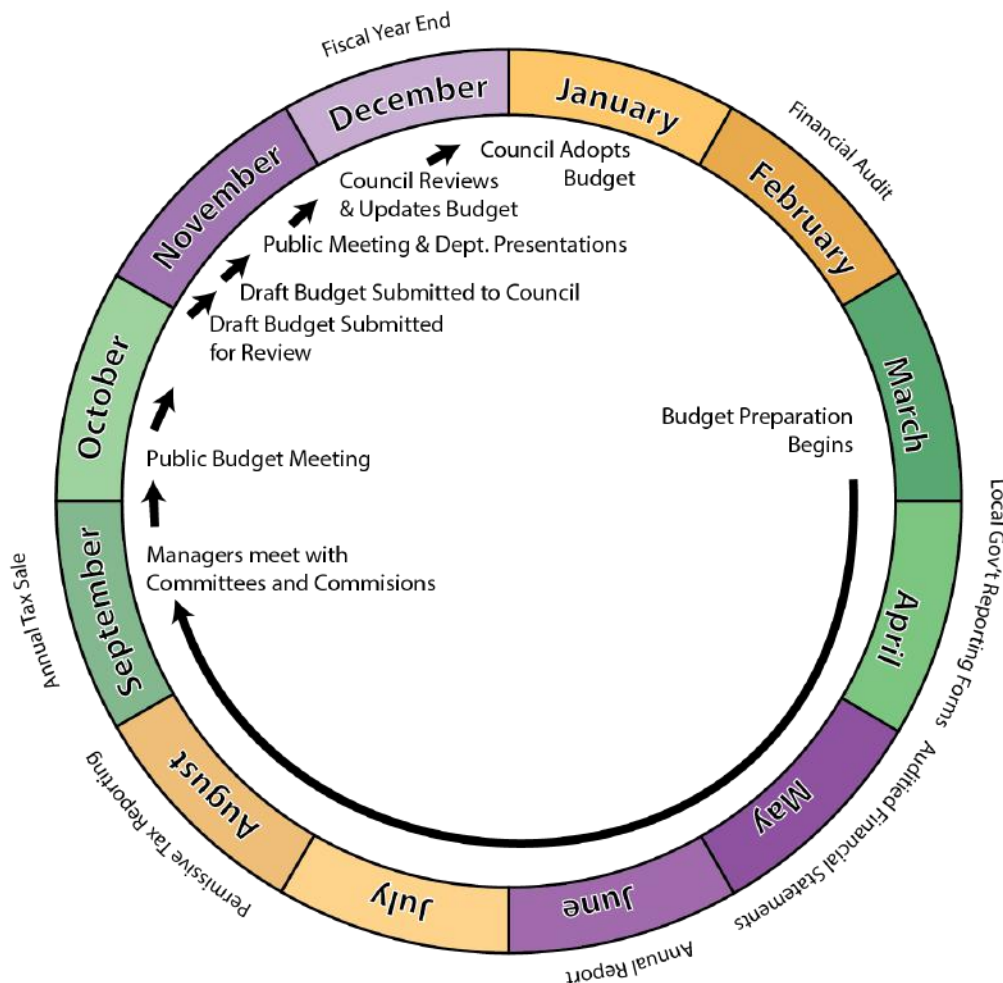 Fiscal Year End
December
January
Financial Audit
February
March
Local Gov't Reporting Forms
April
Auditied Financial Statements
May
Annual Report
June
July
Permissive Tax Reporting
August
Annual Tax Sale
September
October
November
Council Adopts
Budget
Council Reviews
& Updates Budget
Public Meeting & Dept. Presentations
Draft Budget Submitted to Council
Draft Budget Submitted
for Review
Public Budget Meeting
Managers meet with
Committees and Commisions
Budget Preparation
Begins